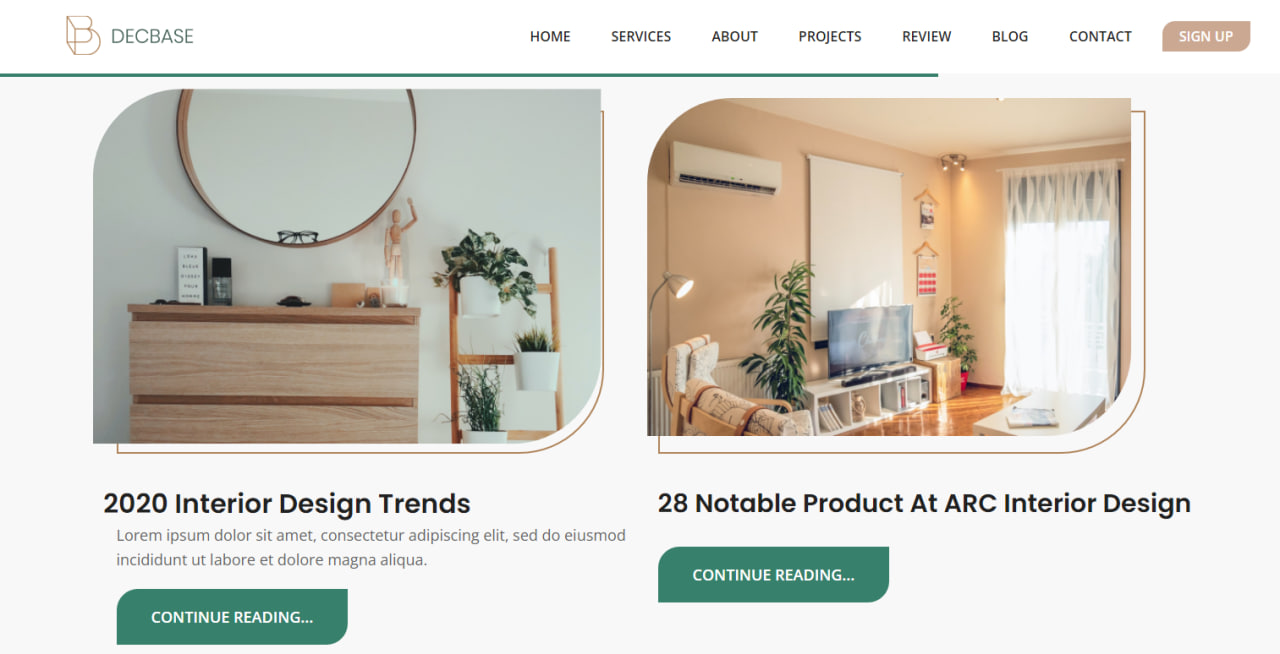 DECBASE
HOME SERVICES ABOUT PROJECTS REVIEW BLOG CONTACT SIGN UP
2020 Interior Design Trends
Lorem ipsum dolor sit amet, consectetur adipiscing elit, sed do eiusmod
incididunt ut labore et dolore magna aliqua.
CONTINUE READING...
28 Notable Product At ARC Interior Design
CONTINUE READING...